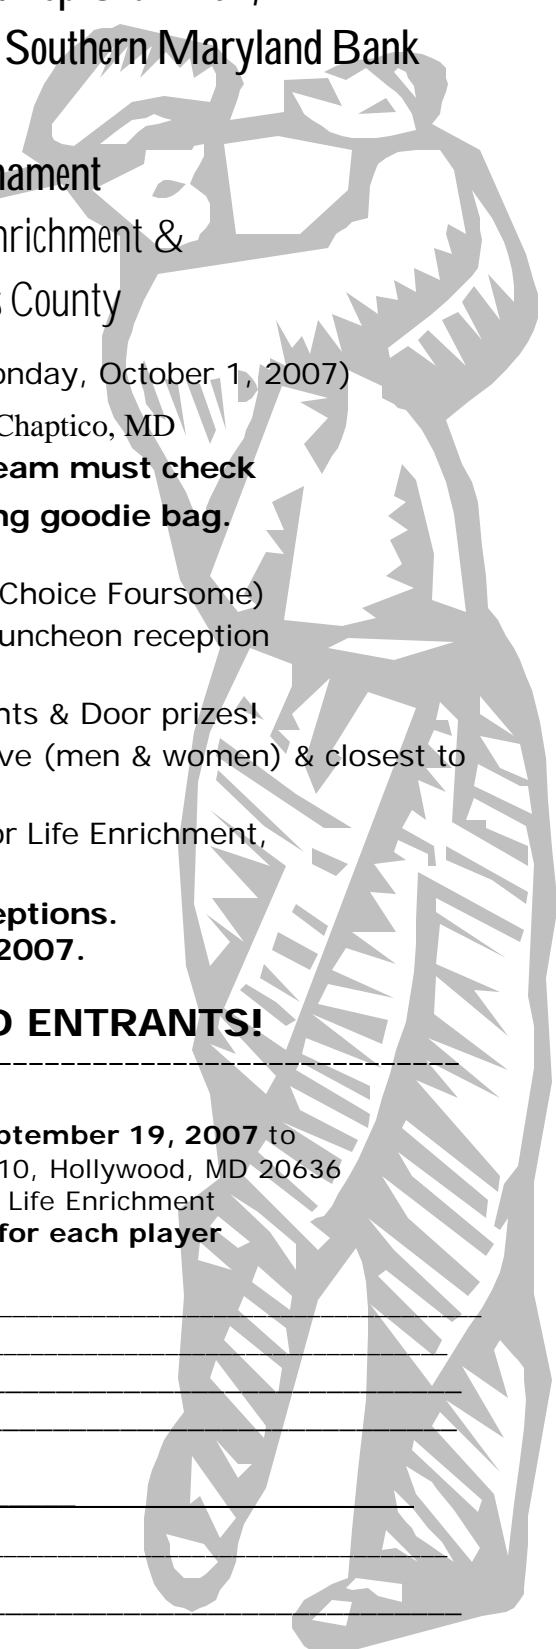 Southern Maryland Bank
nament
nrichment &
s County
onday, October 1, 2007)
Chaptico, MD
eam must check
ng goodie bag.
Choice Foursome)
uncheon reception
nts & Door prizes!
ve (men & women) & closest to
or Life Enrichment,
eptions.
2007.
O ENTRANTS!
ptember 19, 2007 to
10, Hollywood, MD 20636
Life Enrichment
for each player